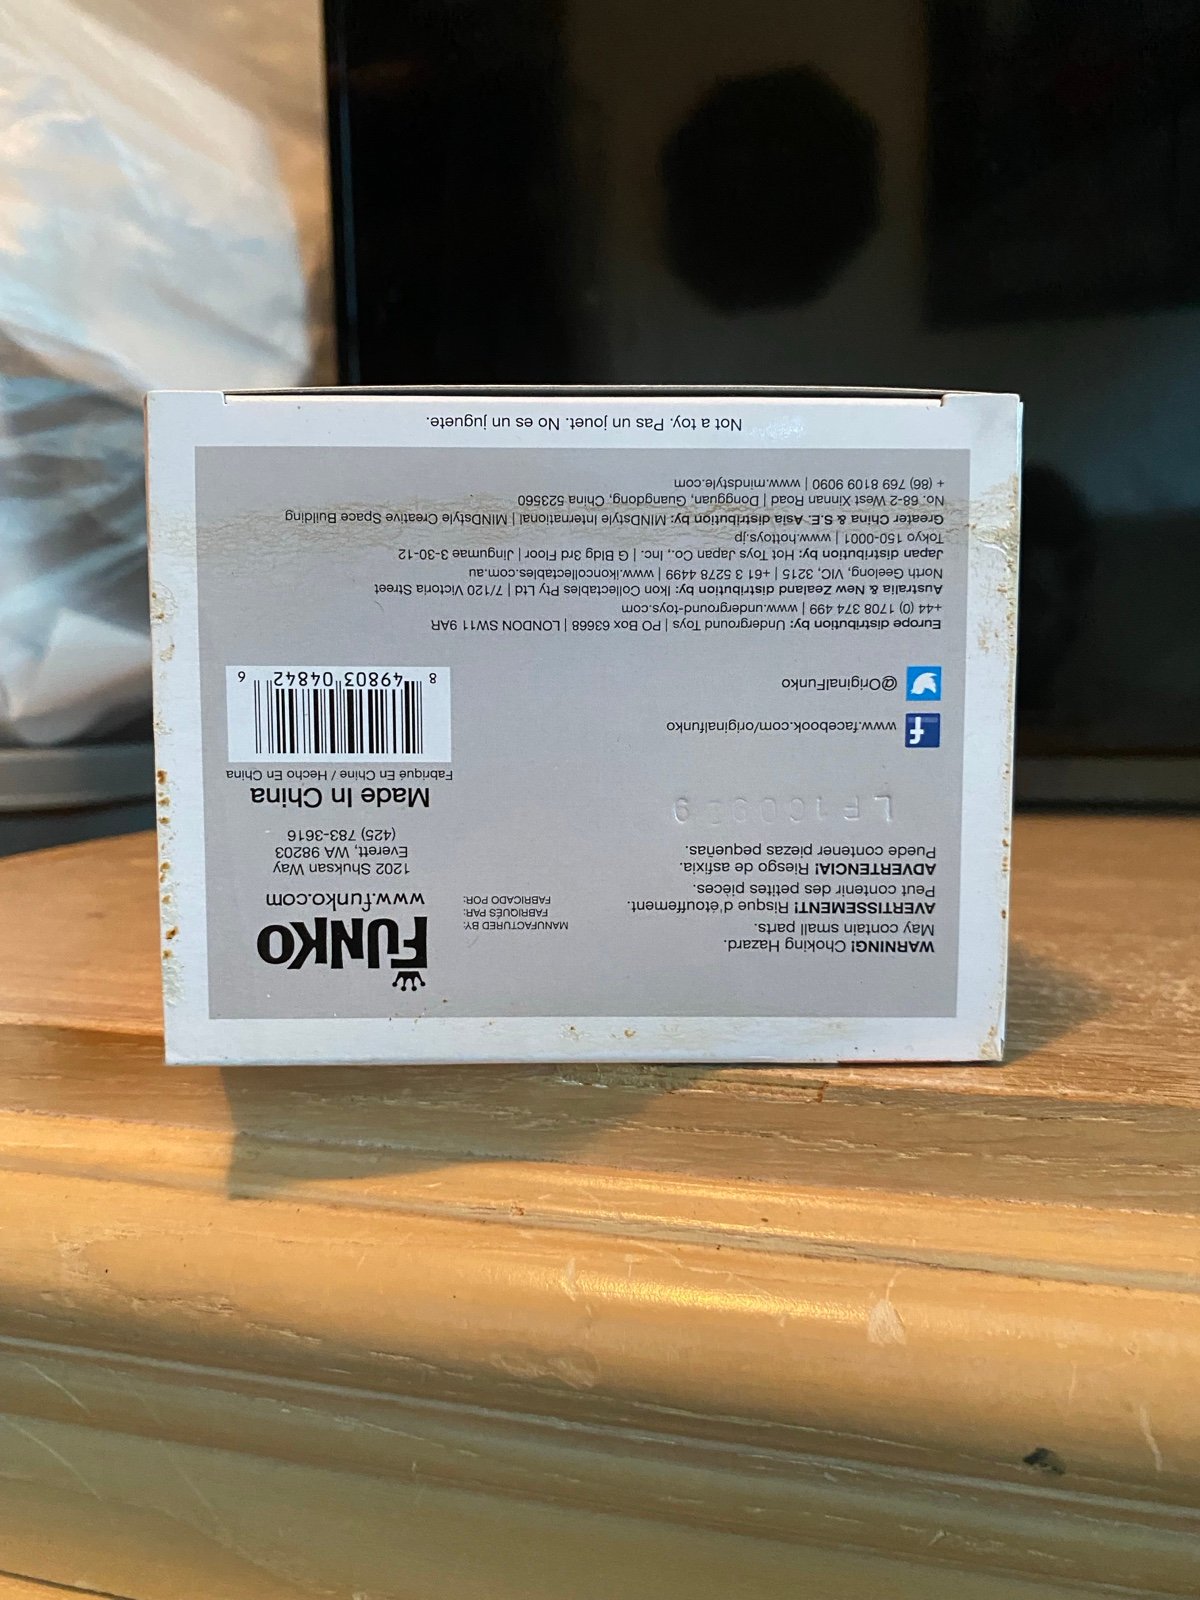 WARNING! Choking Hazard.
May contain small parts.
AVERTISSEMENT! Risque d'étouffement.
Peut contenir des petites pièces.
ADVERTENCIA! Riesgo de asfixia.
Puede contener piezas pequeñas.
MANUFACTURED BY:
FABRIQUÉS PAR:
FABRICADO POR:
FUNKO
www.funko.com
1202 Shuksan Way
Everett, WA 98203
(425) 783-3616
Made In China
Fabriqué En Chine / Hecho En China
8 49803 04842 6
www.facebook.com/originalfunko
@OriginalFunko
Europe distribution by: Underground Toys | PO Box 63668 | LONDON SW11 9AR
+44 (0) 1708 374 499 | www.underground-toys.com
Australia & New Zealand distribution by: Ikon Collectables Pty Ltd | 7/120 Victoria Street
North Geelong, VIC, 3215 | +61 3 5278 4499 | www.ikoncollectables.com.au
Japan distribution by: Hot Toys Japan Co., Inc. | G Bldg 3rd Floor | Jingumae 3-30-12
Tokyo 150-0001 | www.hottoys.jp
Greater China & S.E. Asia distribution by: MINDstyle International | MINDstyle Creative Space Building
No. 68-2 West Xinnan Road | Dongguan, Guangdong, China 523560
+ (86) 769 8109 9090 | www.mindstyle.com
Not a toy. Pas un jouet. No es un juguete.